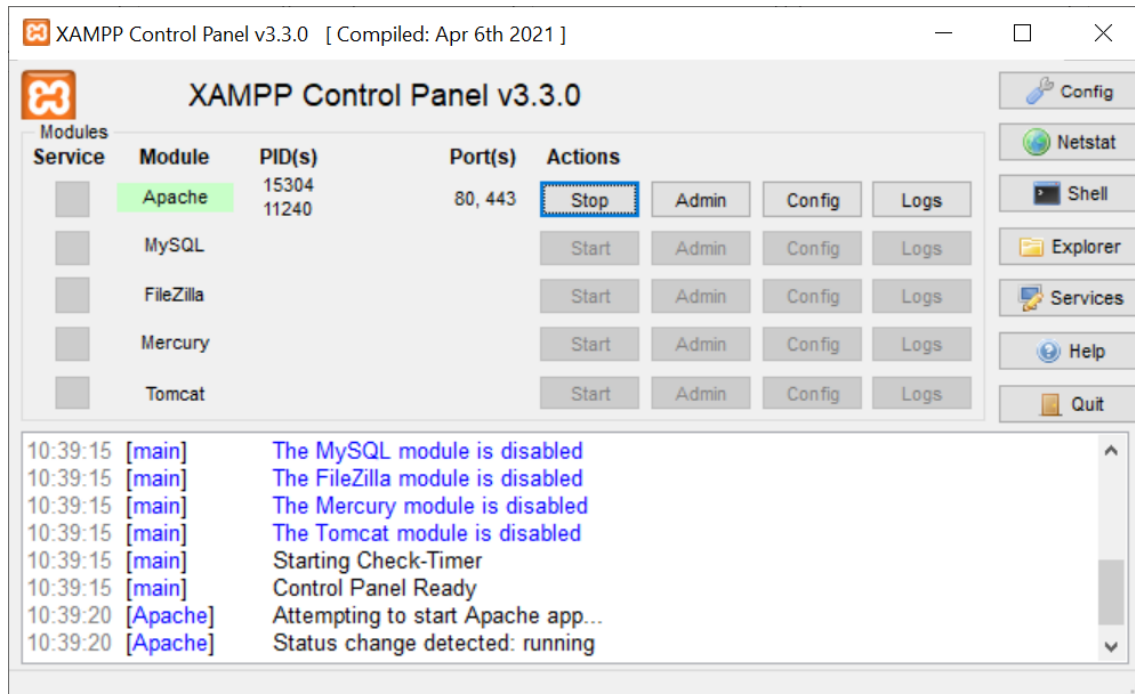 XAMPP Control Panel v3.3.0 [ Compiled: Apr 6th 2021 ]
XAMPP Control Panel v3.3.0
Config
Modules
Service Module PID(s) Port(s) Actions
Netstat
Apache 15304 80, 443 Stop Admin Config Logs
11240
Shell
MySQL Start Admin Config Logs
Explorer
FileZilla Start Admin Config Logs
Services
Mercury Start Admin Config Logs
Help
Tomcat Start Admin Config Logs
Quit
10:39:15 [main] The MySQL module is disabled
10:39:15 [main] The FileZilla module is disabled
10:39:15 [main] The Mercury module is disabled
10:39:15 [main] The Tomcat module is disabled
10:39:15 [main] Starting Check-Timer
10:39:15 [main] Control Panel Ready
10:39:20 [Apache] Attempting to start Apache app...
10:39:20 [Apache] Status change detected: running